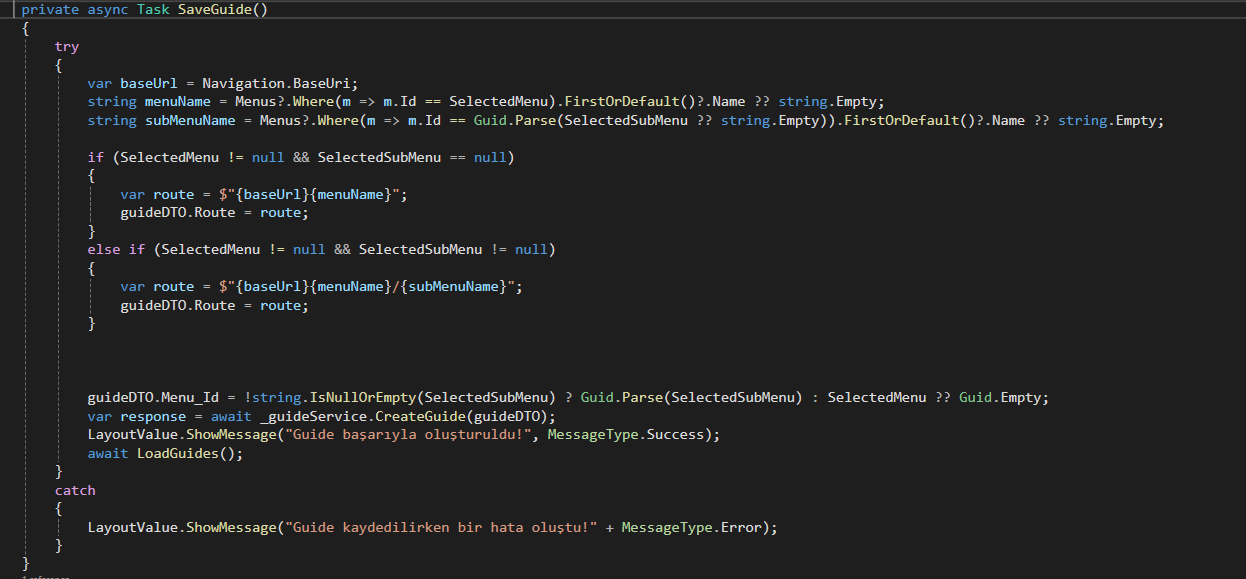 private async Task SaveGuide()
{
try
{
var baseUrl = Navigation.BaseUri;
string menuName = Menus?.Where(m => m.Id == SelectedMenu).FirstOrDefault()?.Name ?? string.Empty;
string subMenuName = Menus?.Where(m => m.Id == Guid.Parse(SelectedSubMenu ?? string.Empty)).FirstOrDefault()?.Name ?? string.Empty;
if (SelectedMenu != null && SelectedSubMenu == null)
{
var route = $"{baseUrl}{menuName}";
guideDTO.Route = route;
}
else if (SelectedMenu != null && SelectedSubMenu != null)
{
var route = $"{baseUrl}{menuName}/{subMenuName}";
guideDTO.Route = route;
}
guideDTO.Menu_Id = !string.IsNullOrEmpty(SelectedSubMenu) ? Guid.Parse(SelectedSubMenu) : SelectedMenu ?? Guid.Empty;
var response = await _guideService.CreateGuide(guideDTO);
LayoutValue.ShowMessage("Guide başarıyla oluşturuldu!", MessageType.Success);
await LoadGuides();
}
catch
{
LayoutValue.ShowMessage("Guide kaydedilirken bir hata oluştu!" + MessageType.Error);
}
}